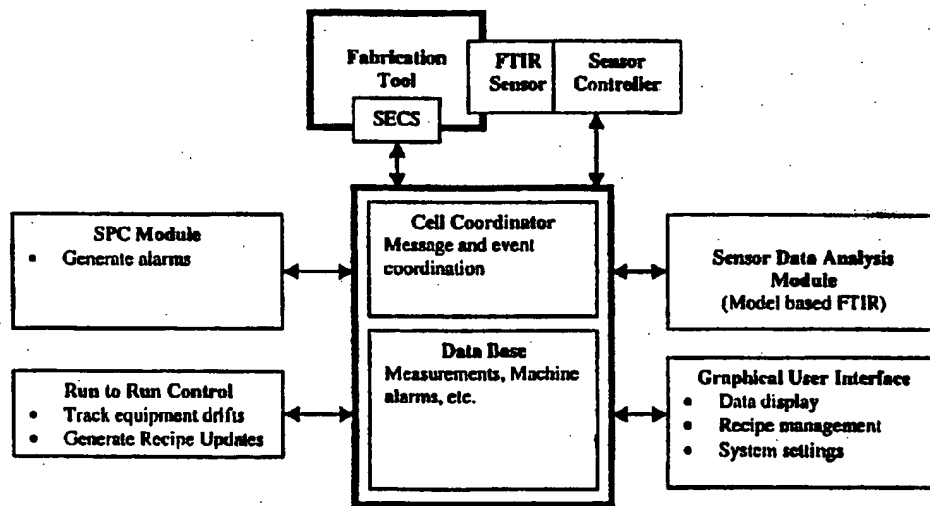 Fabrication
Tool
SECS
FTIR
Sensor
Sensor
Controller
Cell Coordinator
Message and event
coordination
SPC Module
• Generate alarms
Sensor Data Analysis
Module
(Model based FTIR)
Data Base
Measurements, Machine
alarms, etc.
Run to Run Control
• Track equipment drifts
• Generate Recipe Updates
Graphical User Interface
• Data display
• Recipe management
• System settings